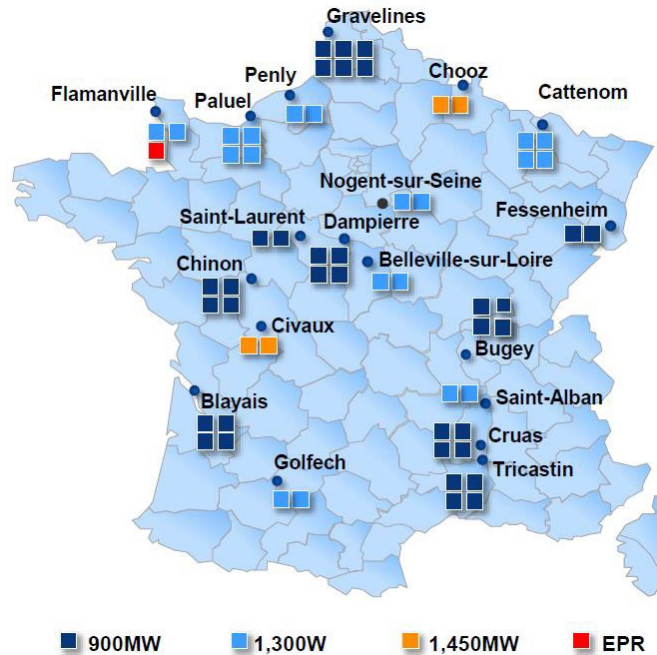 Gravelines
Penly
Chooz
Flamanville
Paluel
Cattenom
Nogent-sur-Seine
Saint-Laurent
Dampierre
Fessenheim
Chinon
Belleville-sur-Loire
Civaux
Bugey
Blayais
Saint-Alban
Cruas
Golfech
Tricastin
900MW
1,300W
1,450MW
EPR